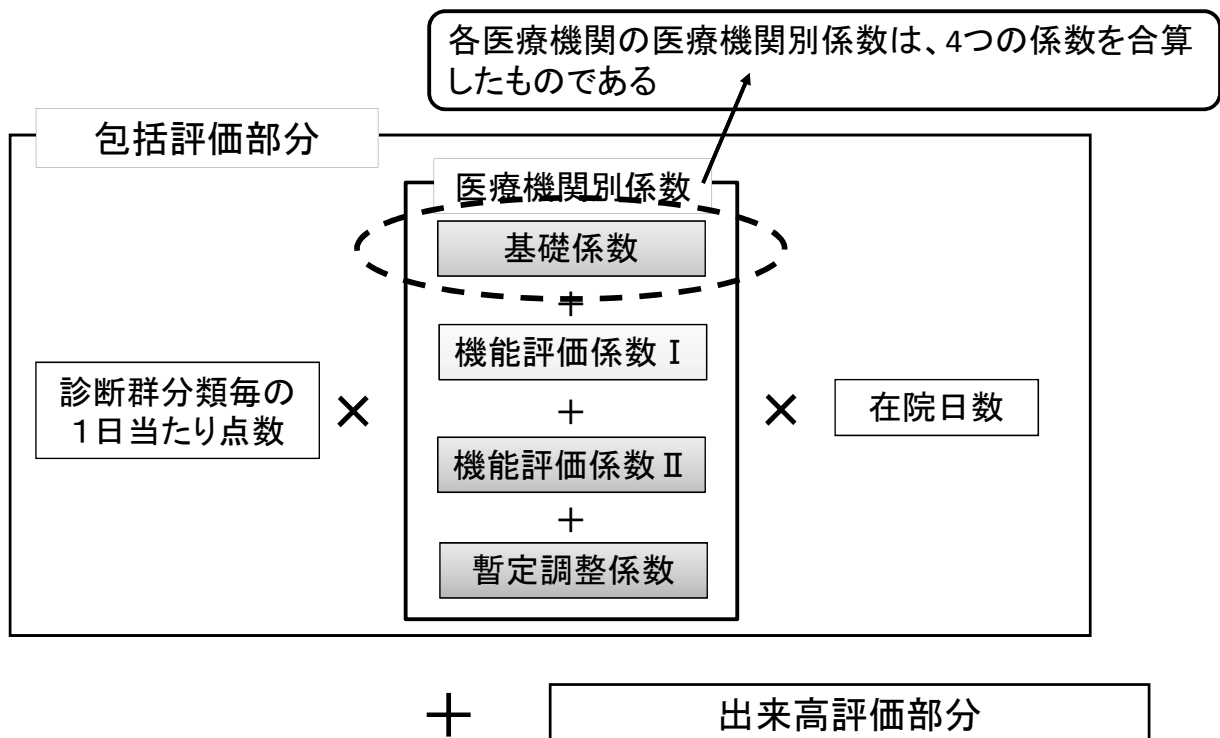 各医療機関の医療機関別係数は、4つの係数を合算
したものである
包括評価部分
医療機関別係数
基礎係数
＋
機能評価係数Ⅰ
診断群分類毎の
１日当たり点数
×
＋
×
在院日数
機能評価係数Ⅱ
＋
暫定調整係数
＋
出来高評価部分